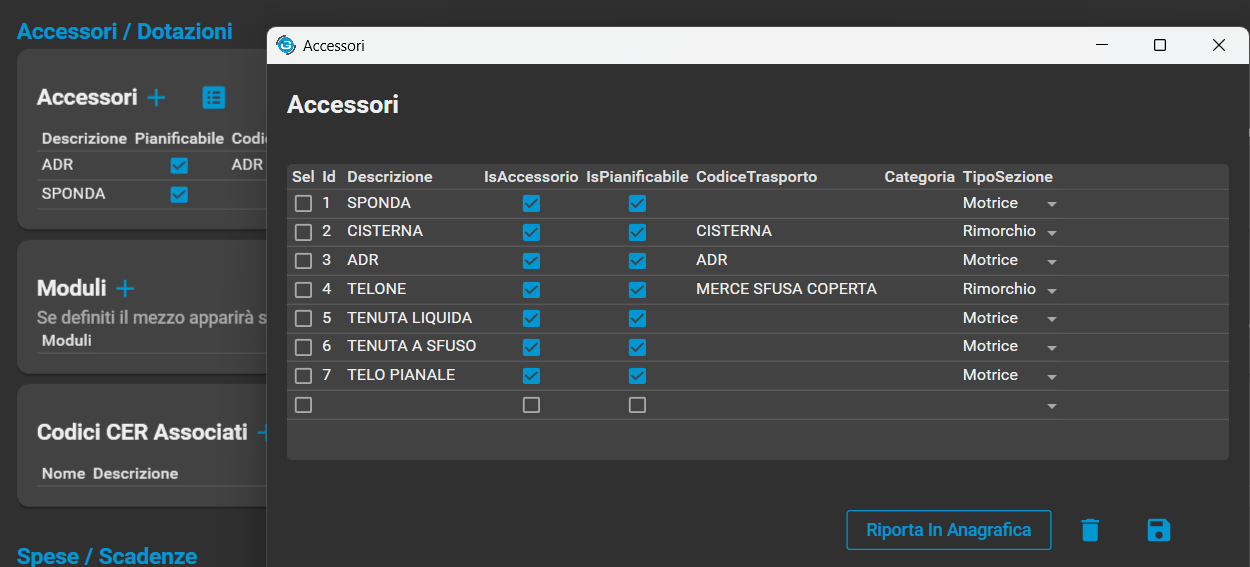 Accessori / Dotazioni
Accessori
Descrizione Pianificabile Codi
ADR ADR
SPONDA
Moduli
Se definiti il mezzo apparirà s
Moduli
Codici CER Associati
Nome Descrizione
Spese / Scadenze
Accessori
Accessori
Sel Id Descrizione IsAccessorio IsPianificabile CodiceTrasporto Categoria TipoSezione
1 SPONDA Motrice
2 CISTERNA CISTERNA Rimorchio
3 ADR ADR Motrice
4 TELONE MERCE SFUSA COPERTA Rimorchio
5 TENUTA LIQUIDA Motrice
6 TENUTA A SFUSO Motrice
7 TELO PIANALE Motrice
Riporta In Anagrafica